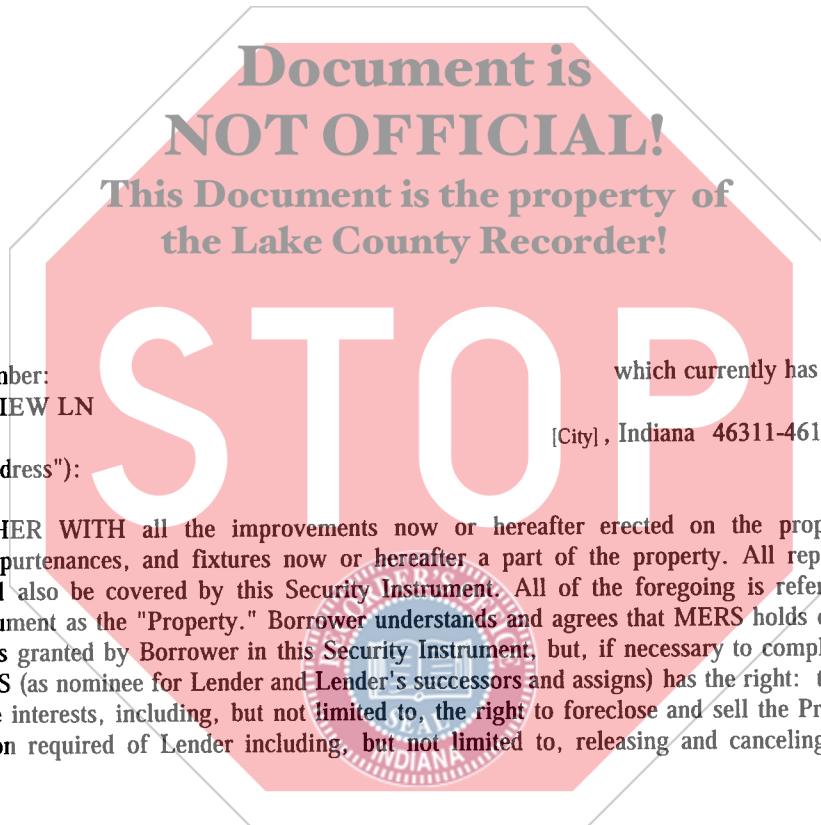 Document is
NOT OFFICIAL!
This Document is the property of
the Lake County Recorder!
STOP
nber: which currently has
IEW LN
[City] , Indiana 46311-461
dress"):
HER WITH all the improvements now or hereafter erected on the prop
purtenances, and fixtures now or hereafter a part of the property. All rep
l also be covered by this Security Instrument. All of the foregoing is refer
ument as the "Property." Borrower understands and agrees that MERS holds
s granted by Borrower in this Security Instrument, but, if necessary to compl
S (as nominee for Lender and Lender's successors and assigns) has the right: t
e interests, including, but not limited to, the right to foreclose and sell the Pr
on required of Lender including, but not limited to, releasing and canceling
RECORDER'S OFFICE
SEAL
INDIANA